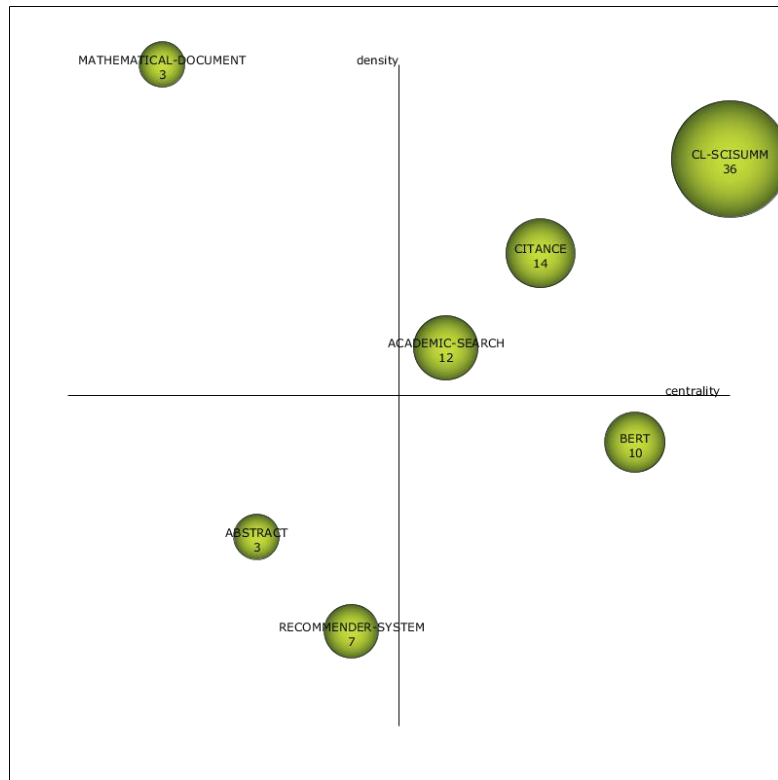 MATHEMATICAL-DOCUMENT
3
density
CL-SCISUMM
36
CITANCE
14
ACADEMIC-SEARCH
12
centrality
BERT
10
ABSTRACT
3
RECOMMENDER-SYSTEM
7